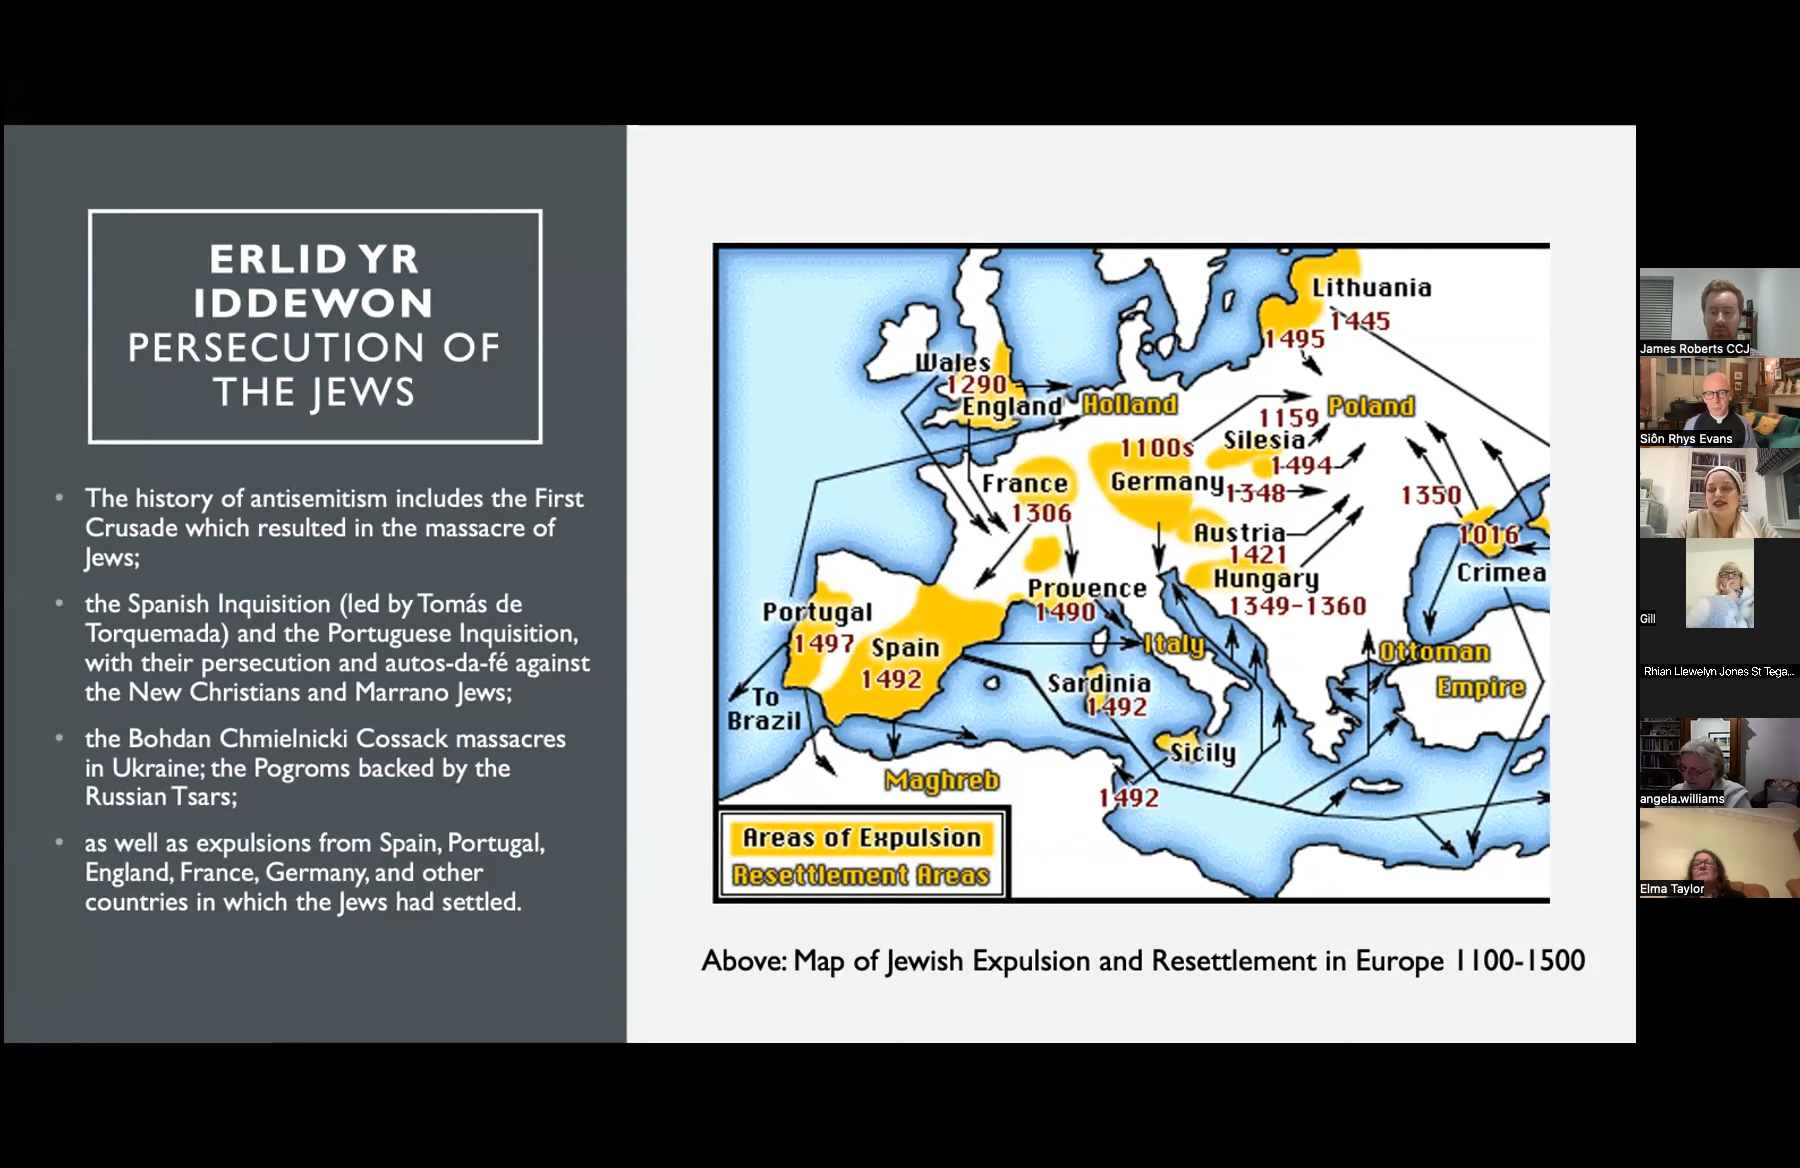 ERLID YR
IDDEWON
PERSECUTION OF
THE JEWS
The history of antisemitism includes the First
Crusade which resulted in the massacre of
Jews;
the Spanish Inquisition (led by Tomás de
Torquemada) and the Portuguese Inquisition,
with their persecution and autos-da-fé against
the New Christians and Marrano Jews;
the Bohdan Chmielnicki Cossack massacres
in Ukraine; the Pogroms backed by the
Russian Tsars;
as well as expulsions from Spain, Portugal,
England, France, Germany, and other
countries in which the Jews had settled.
Lithuania
1445
1495
Wales
1290
England
Holland
1159
Poland
Silesia
1100s
1494
Germany
1348
France
1306
1350
Austria
1421
1016
Crimea
Hungary
1349-1360
Provence
1490
Portugal
1497
Spain
1492
Italy
Ottoman
Empire
Sardinia
1492
To
Brazil
Sicily
1492
Maghreb
Areas of Expulsion
Resettlement Areas
Above: Map of Jewish Expulsion and Resettlement in Europe 1100-1500
James Roberts CCJ
Siôn Rhys Evans
Gill
Rhian Llewelyn Jones St Tega...
angela.williams
Elma Taylor